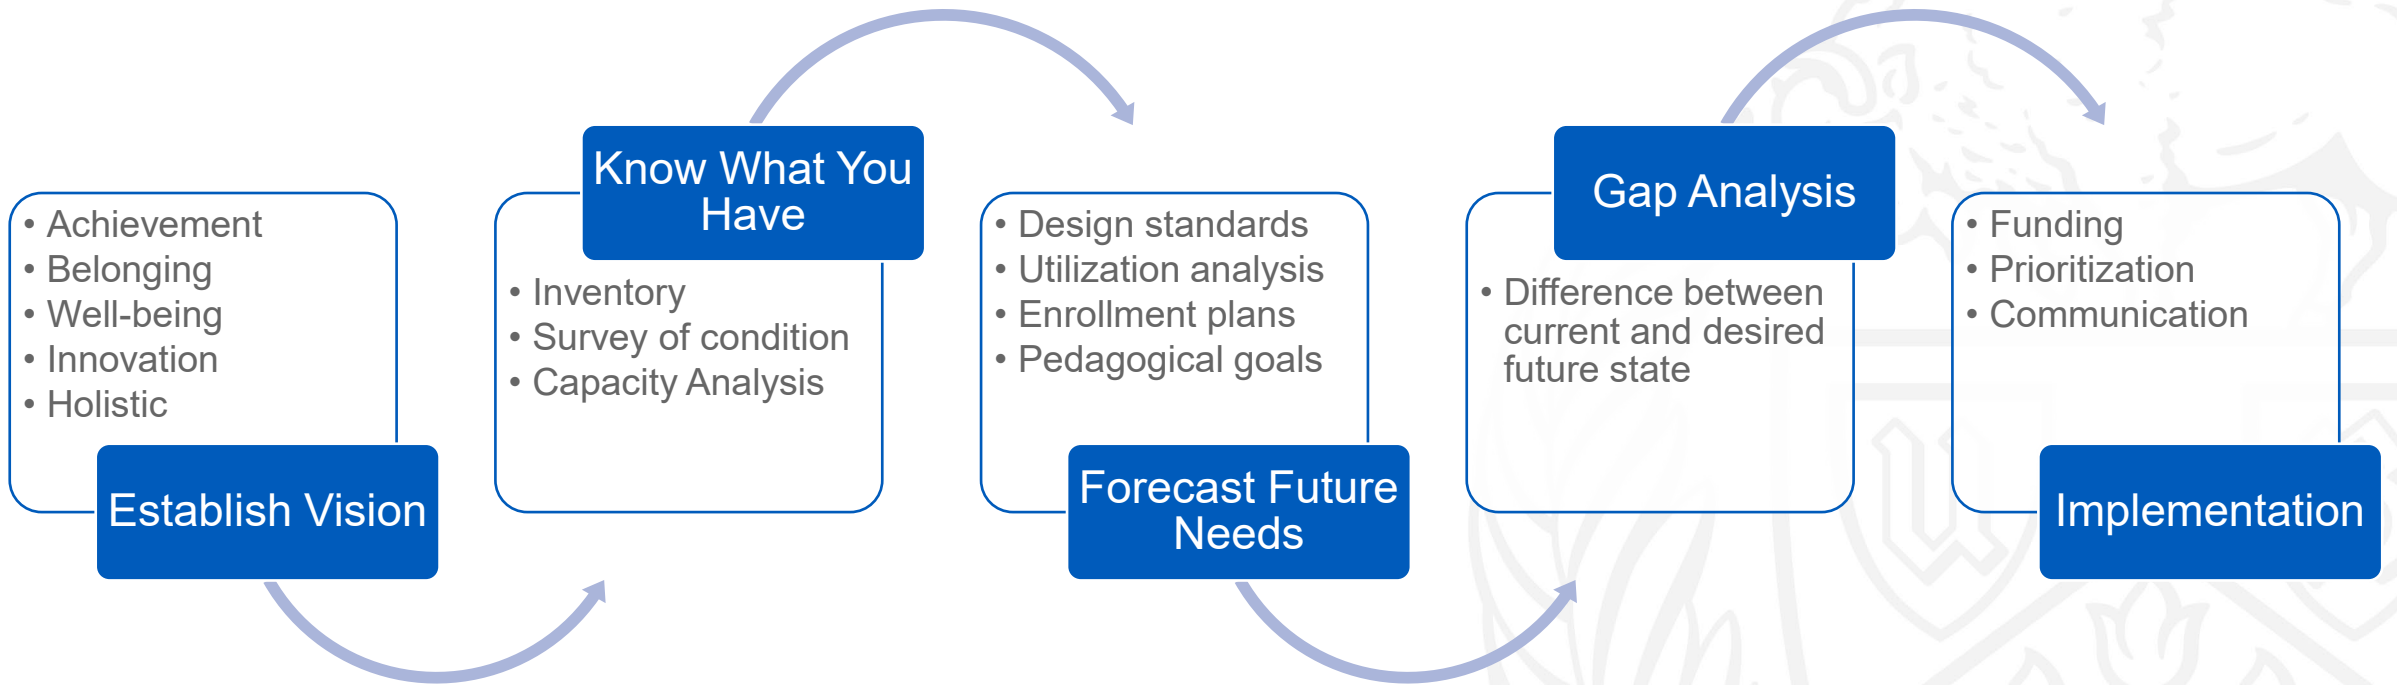 • Achievement
• Belonging
• Well-being
• Innovation
• Holistic
Establish Vision
Know What You
Have
• Inventory
• Survey of condition
• Capacity Analysis
• Design standards
• Utilization analysis
• Enrollment plans
• Pedagogical goals
Forecast Future
Needs
Gap Analysis
• Difference between
current and desired
future state
• Funding
• Prioritization
• Communication
Implementation